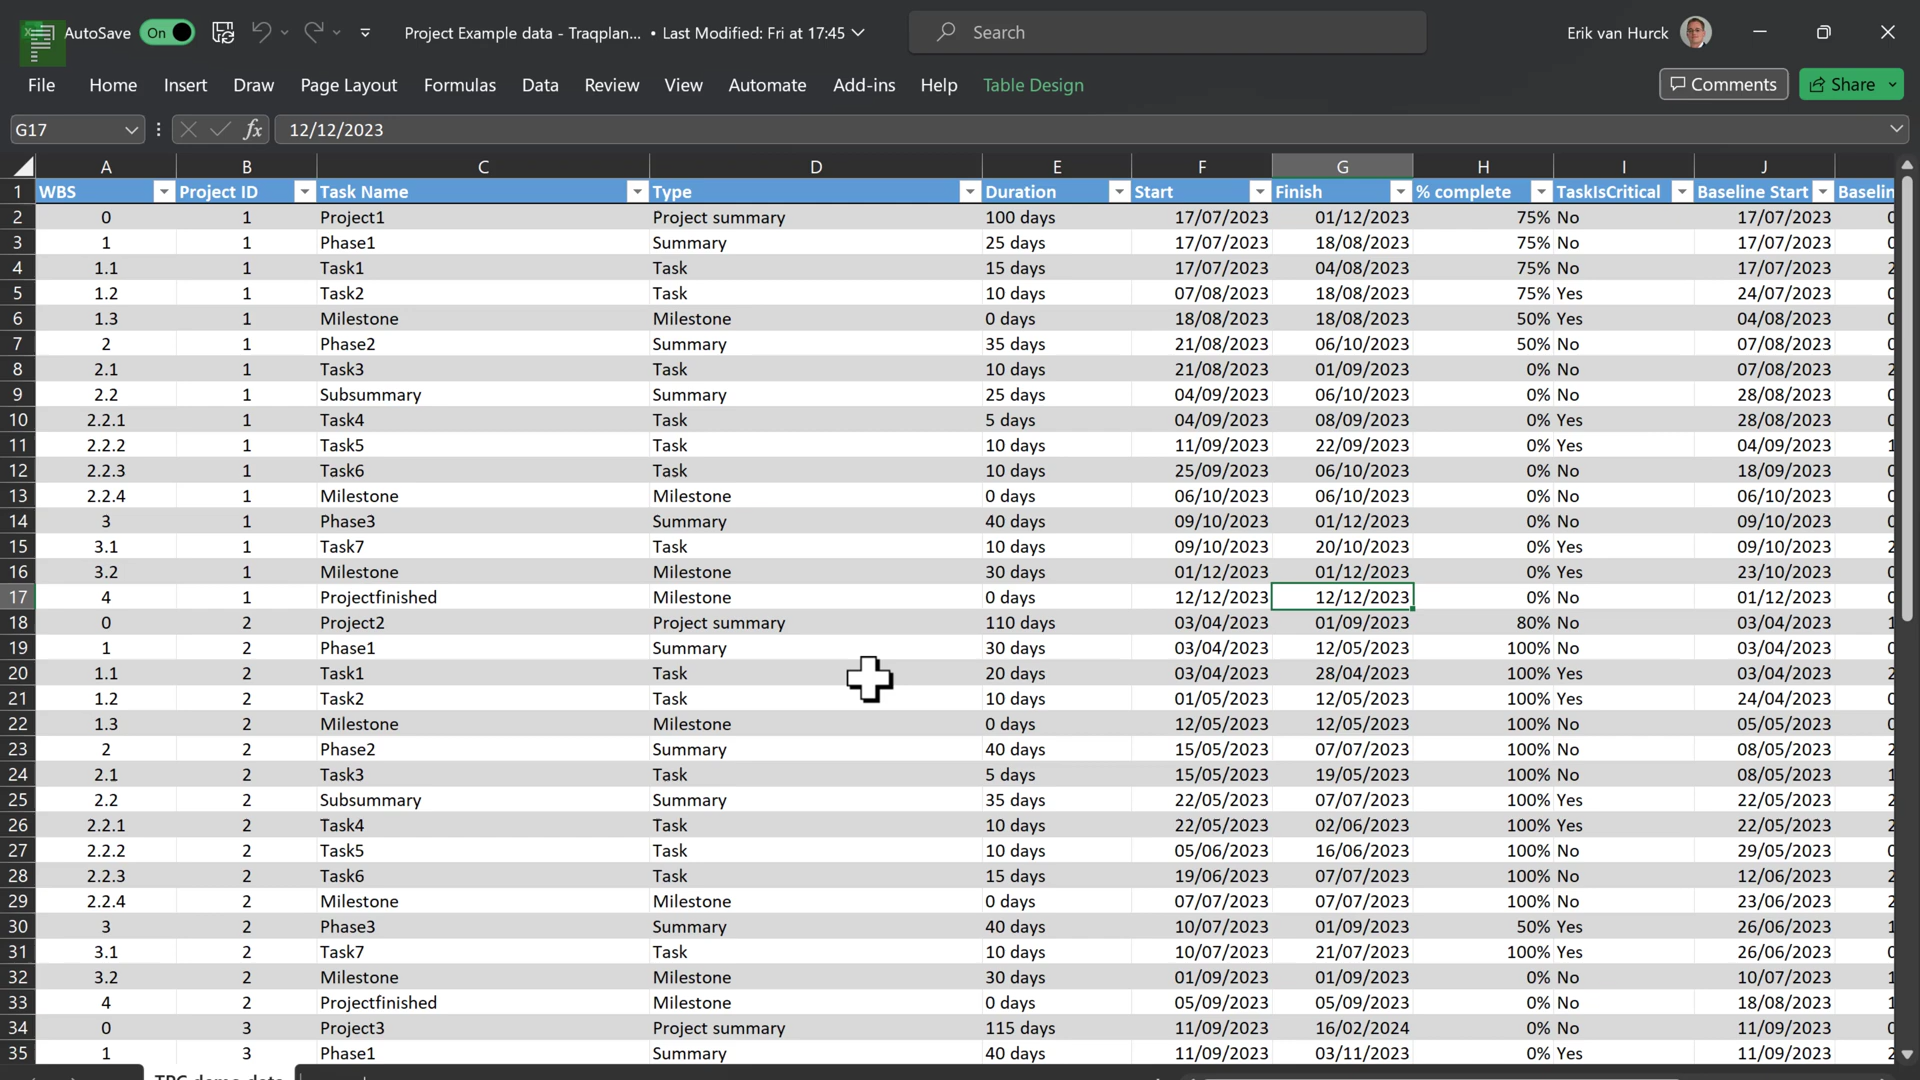 AutoSave On Project Example data - Traqplan... • Last Modified: Fri at 17:45 Search Erik van Hurck
File Home Insert Draw Page Layout Formulas Data Review View Automate Add-ins Help Table Design Comments Share
G17 fx 12/12/2023
A B C D E F G H I J
1 WBS Project ID Task Name Type Duration Start Finish % complete TaskIsCritical Baseline Start
2 0 1 Project1 Project summary 100 days 17/07/2023 01/12/2023 75% No 17/07/2023
3 1 1 Phase1 Summary 25 days 17/07/2023 18/08/2023 75% No 17/07/2023
4 1.1 1 Task1 Task 15 days 17/07/2023 04/08/2023 75% No 17/07/2023
5 1.2 1 Task2 Task 10 days 07/08/2023 18/08/2023 75% Yes 24/07/2023
6 1.3 1 Milestone Milestone 0 days 18/08/2023 18/08/2023 50% Yes 04/08/2023
7 2 1 Phase2 Summary 35 days 21/08/2023 06/10/2023 50% No 07/08/2023
8 2.1 1 Task3 Task 10 days 21/08/2023 01/09/2023 0% No 07/08/2023
9 2.2 1 Subsummary Summary 25 days 04/09/2023 06/10/2023 0% No 28/08/2023
10 2.2.1 1 Task4 Task 5 days 04/09/2023 08/09/2023 0% Yes 28/08/2023
11 2.2.2 1 Task5 Task 10 days 11/09/2023 22/09/2023 0% Yes 04/09/2023
12 2.2.3 1 Task6 Task 10 days 25/09/2023 06/10/2023 0% No 18/09/2023
13 2.2.4 1 Milestone Milestone 0 days 06/10/2023 06/10/2023 0% No 06/10/2023
14 3 1 Phase3 Summary 40 days 09/10/2023 01/12/2023 0% No 09/10/2023
15 3.1 1 Task7 Task 10 days 09/10/2023 20/10/2023 0% Yes 09/10/2023
16 3.2 1 Milestone Milestone 30 days 01/12/2023 01/12/2023 0% Yes 23/10/2023
17 4 1 Projectfinished Milestone 0 days 12/12/2023 12/12/2023 0% No 01/12/2023
18 0 2 Project2 Project summary 110 days 03/04/2023 01/09/2023 80% No 03/04/2023
19 1 2 Phase1 Summary 30 days 03/04/2023 12/05/2023 100% No 03/04/2023
20 1.1 2 Task1 Task 20 days 03/04/2023 28/04/2023 100% Yes 03/04/2023
21 1.2 2 Task2 Task 10 days 01/05/2023 12/05/2023 100% Yes 24/04/2023
22 1.3 2 Milestone Milestone 0 days 12/05/2023 12/05/2023 100% No 05/05/2023
23 2 2 Phase2 Summary 40 days 15/05/2023 07/07/2023 100% No 08/05/2023
24 2.1 2 Task3 Task 5 days 15/05/2023 19/05/2023 100% No 08/05/2023
25 2.2 2 Subsummary Summary 35 days 22/05/2023 07/07/2023 100% Yes 22/05/2023
26 2.2.1 2 Task4 Task 10 days 22/05/2023 02/06/2023 100% Yes 22/05/2023
27 2.2.2 2 Task5 Task 10 days 05/06/2023 16/06/2023 100% No 29/05/2023
28 2.2.3 2 Task6 Task 15 days 19/06/2023 07/07/2023 100% No 12/06/2023
29 2.2.4 2 Milestone Milestone 0 days 07/07/2023 07/07/2023 100% No 23/06/2023
30 3 2 Phase3 Summary 40 days 10/07/2023 01/09/2023 50% Yes 26/06/2023
31 3.1 2 Task7 Task 10 days 10/07/2023 21/07/2023 100% Yes 26/06/2023
32 3.2 2 Milestone Milestone 30 days 01/09/2023 01/09/2023 0% No 10/07/2023
33 4 2 Projectfinished Milestone 0 days 05/09/2023 05/09/2023 0% No 18/08/2023
34 0 3 Project3 Project summary 115 days 11/09/2023 16/02/2024 0% No 11/09/2023
35 1 3 Phase1 Summary 40 days 11/09/2023 03/11/2023 0% Yes 11/09/2023